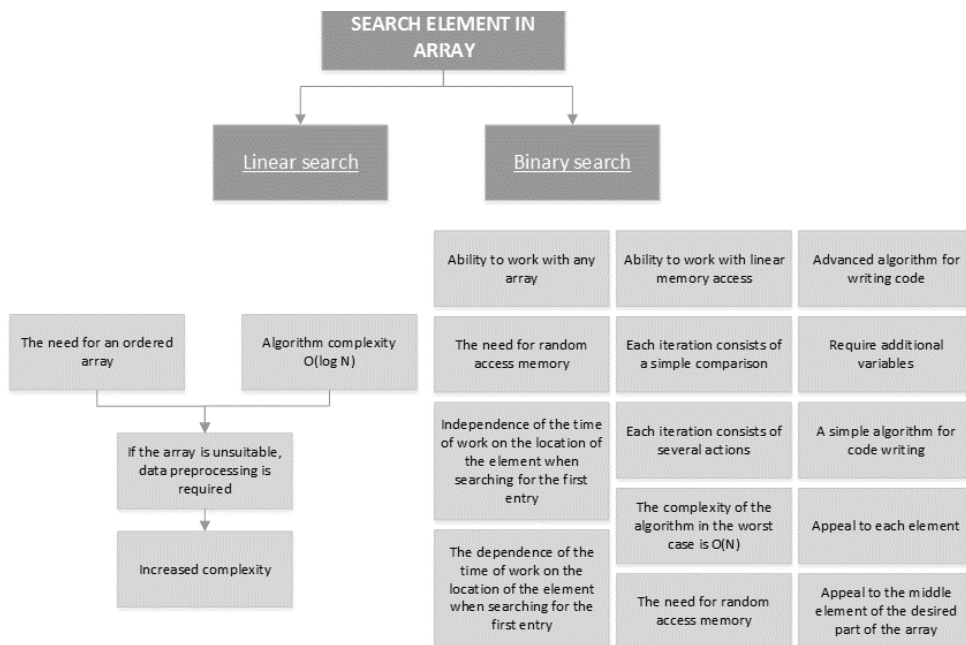 SEARCH ELEMENT IN
ARRAY
Linear search
Binary search
The need for an ordered
array
Algorithm complexity
O(log N)
If the array is unsuitable,
data preprocessing is
required
Increased complexity
Ability to work with any
array
The need for random
access memory
Independence of the time
of work on the location of
the element when
searching for the first
entry
The dependence of the
time of work on the
location of the element
when searching for the
first entry
Ability to work with linear
memory access
Each iteration consists of
a simple comparison
Each iteration consists of
several actions
The complexity of the
algorithm in the worst
case is O(N)
The need for random
access memory
Advanced algorithm for
writing code
Require additional
variables
A simple algorithm for
code writing
Appeal to each element
Appeal to the middle
element of the desired
part of the array